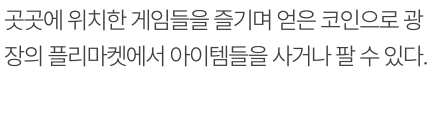 곳곳에 위치한 게임들을 즐기며 얻은 코인으로 광
장의 플리마켓에서 아이템들을 사거나 팔 수 있다.